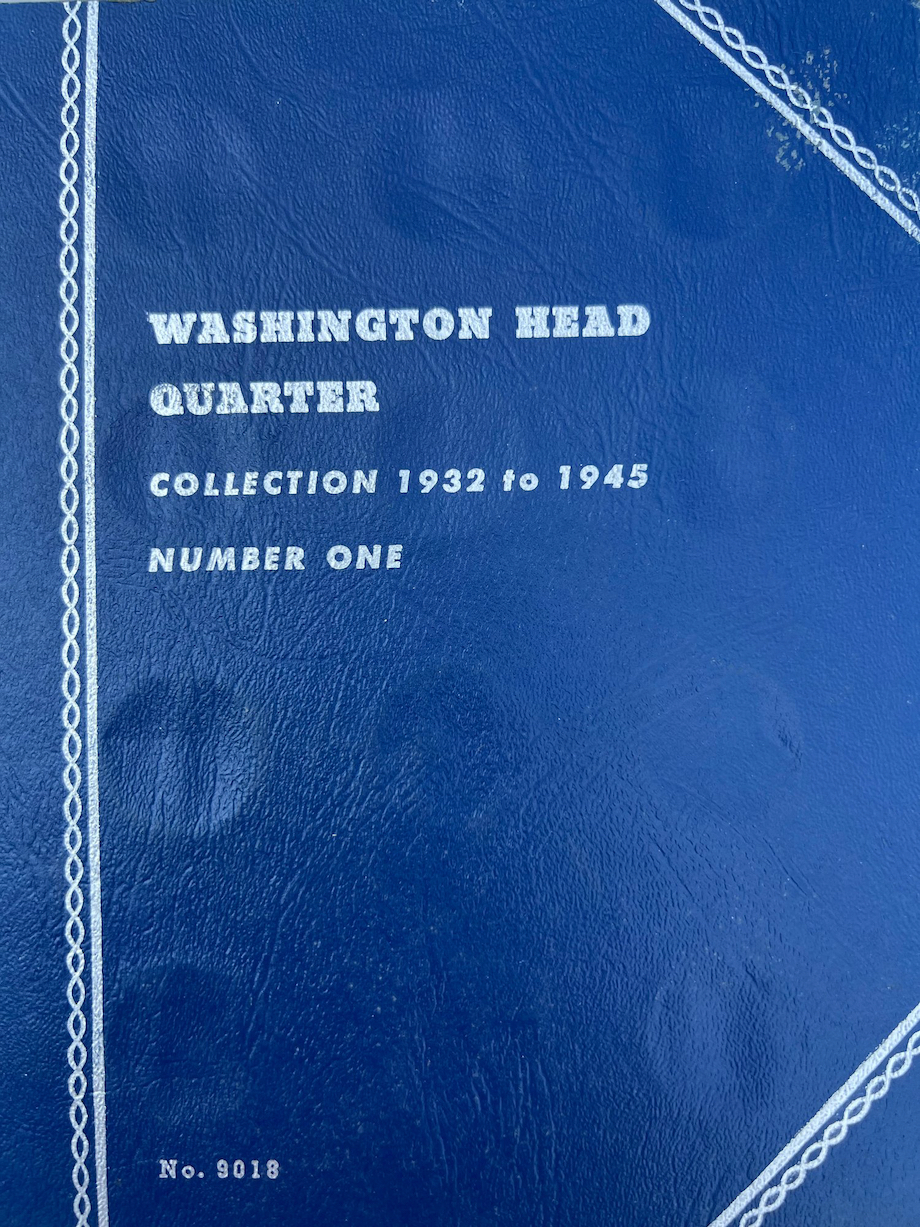 WASHINGTON HEAD
QUARTER
COLLECTION 1932 to 1945
NUMBER ONE
No. 9018